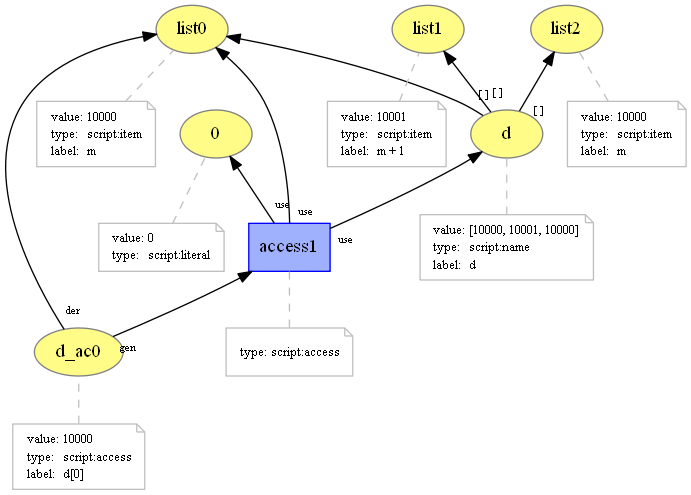 list0
list1
list2
[ ]
[ ]
[ ]
value: 10000
type: script:item
label: m
0
value: 10001
type: script:item
label: m + 1
d
value: 10000
type: script:item
label: m
use
use
use
value: 0
type: script:literal
access1
value: [10000, 10001, 10000]
type: script:name
label: d
der
d_ac0
gen
type: script:access
value: 10000
type: script:access
label: d[0]